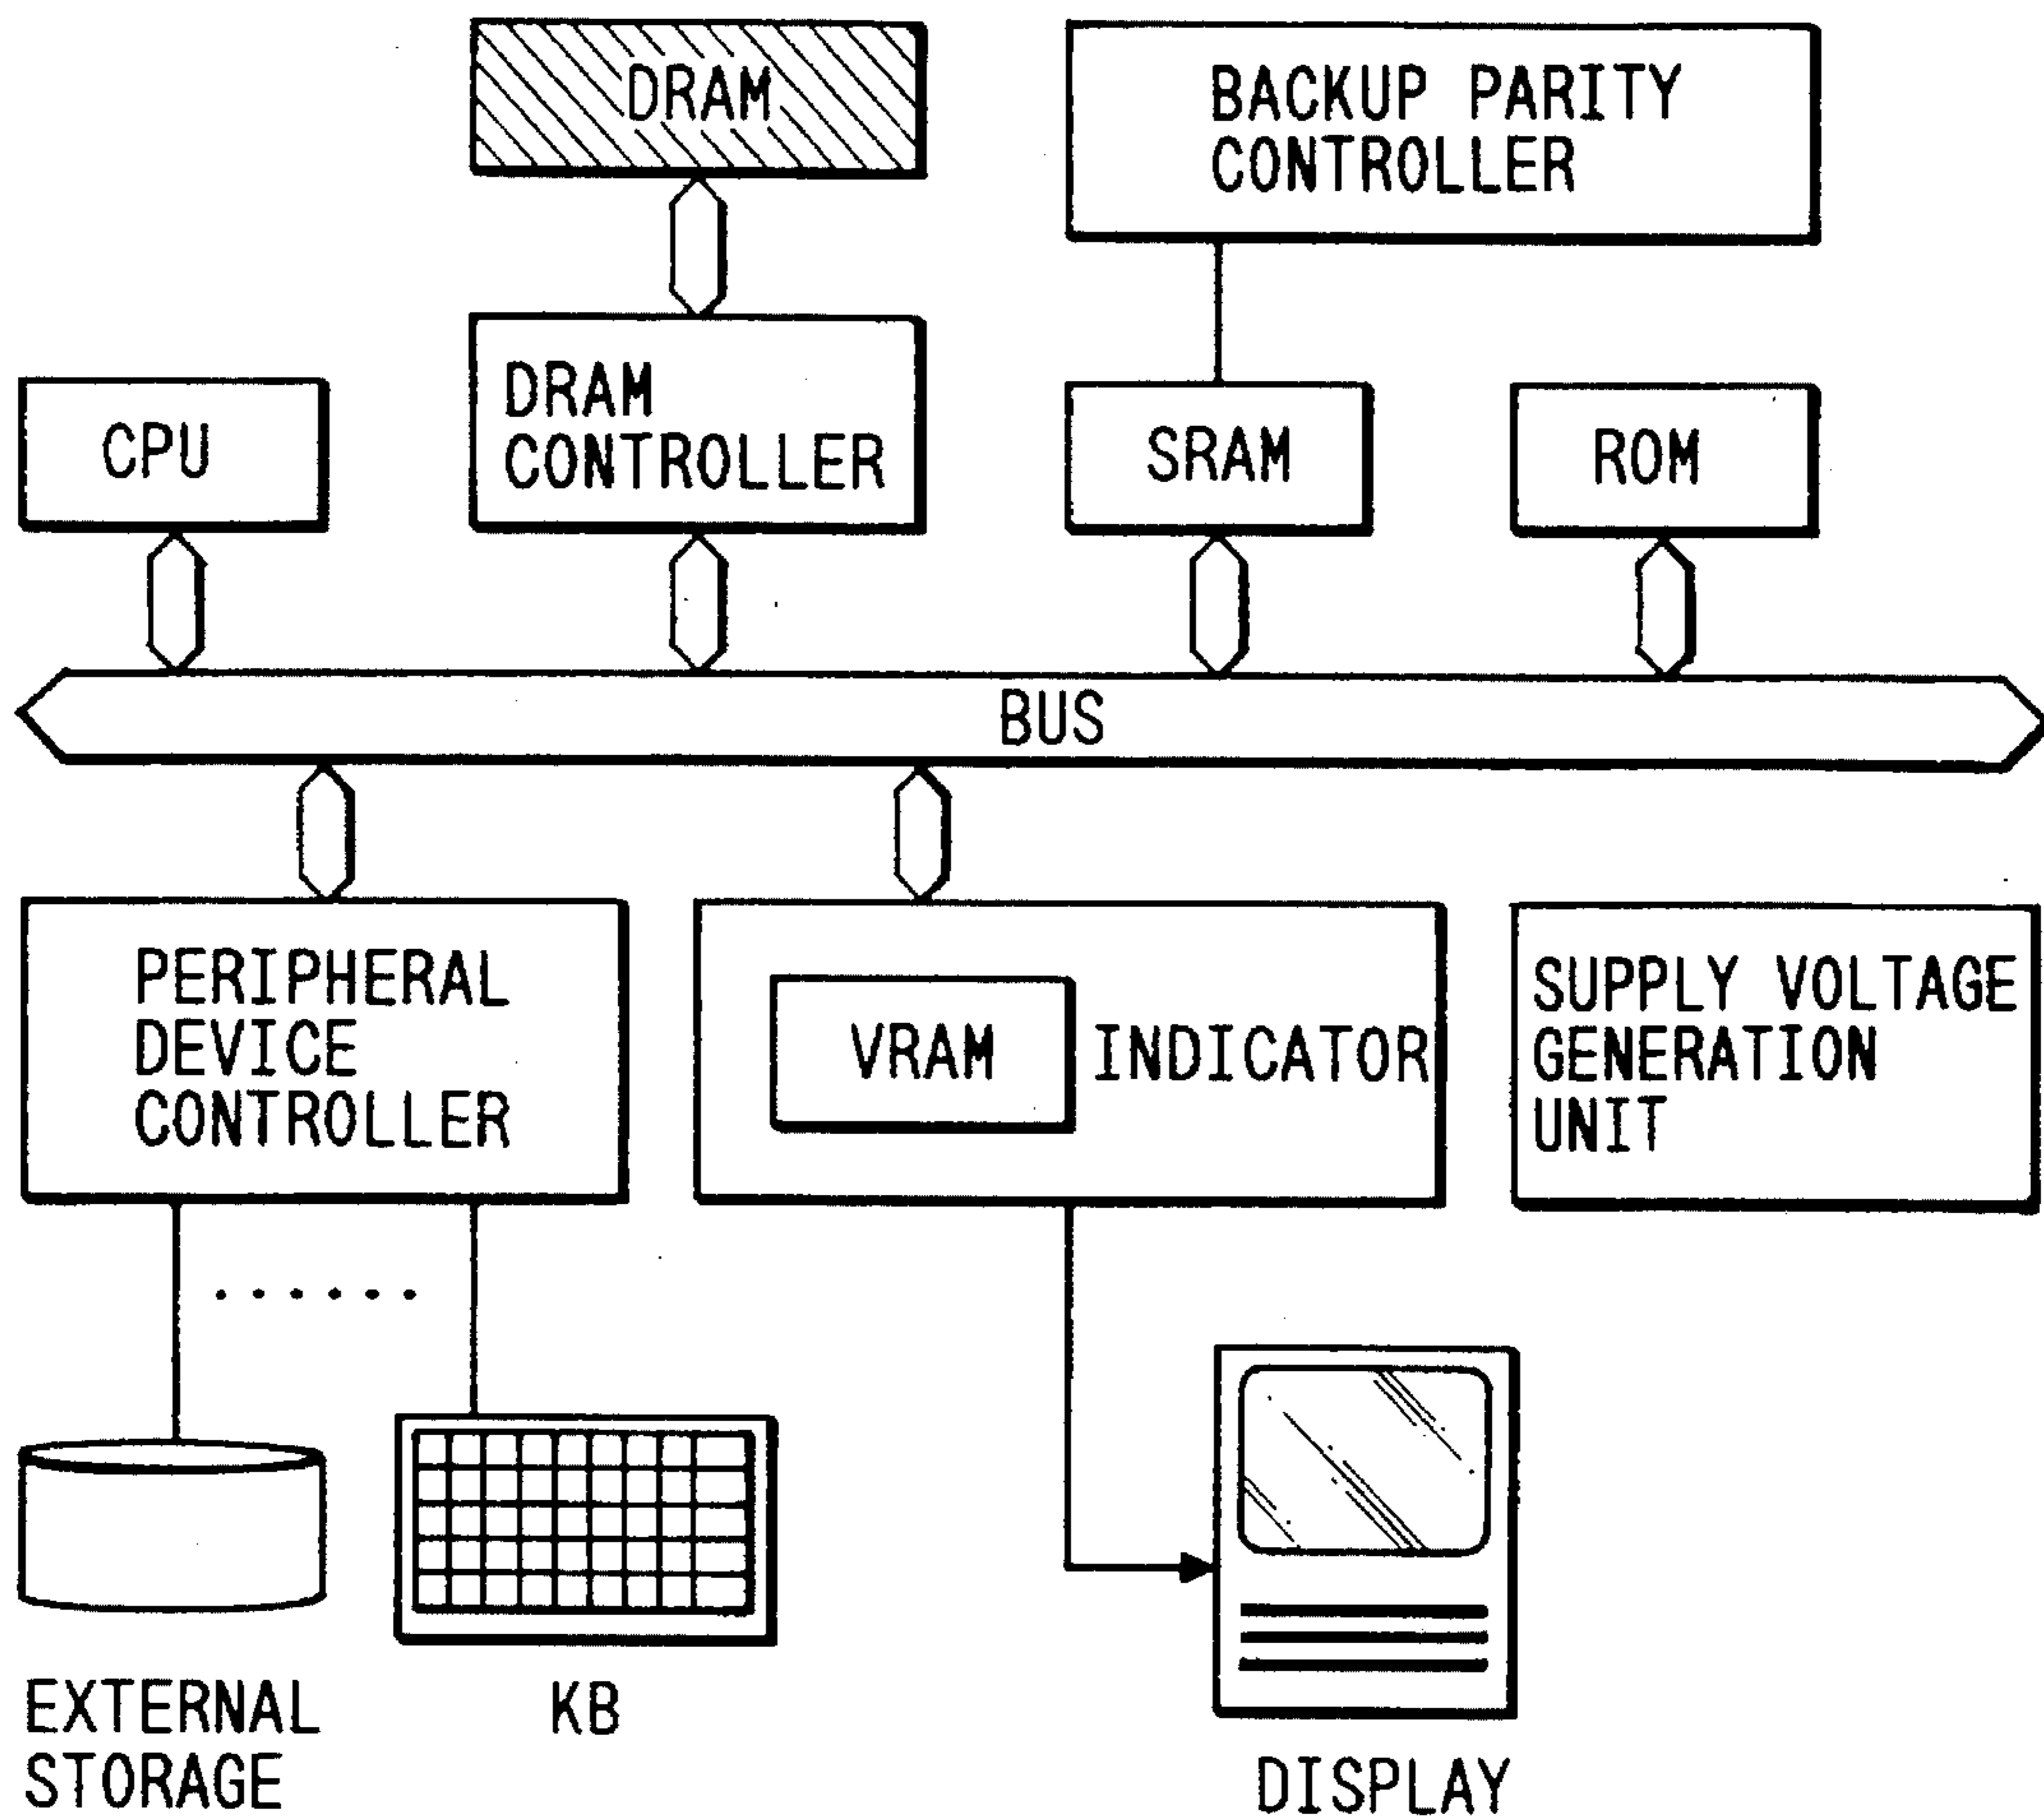 DRAM
BACKUP PARITY
CONTROLLER
CPU
DRAM
CONTROLLER
SRAM
ROM
BUS
PERIPHERAL
DEVICE
CONTROLLER
VRAM
INDICATOR
SUPPLY VOLTAGE
GENERATION
UNIT
EXTERNAL
STORAGE
KB
DISPLAY